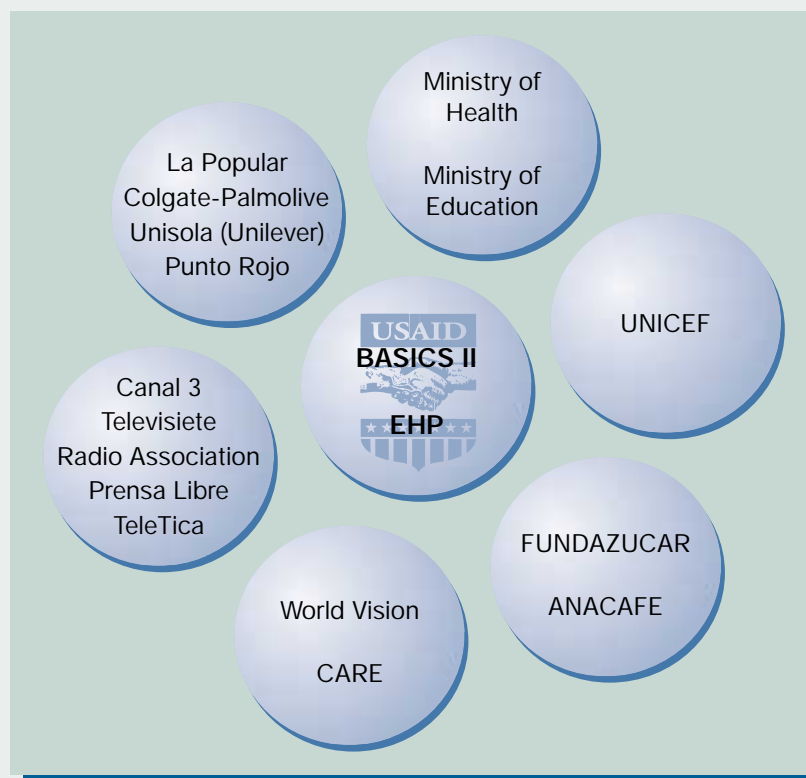 Ministry of
Health
Ministry of
Education
La Popular
Colgate-Palmolive
Unisola (Unilever)
Punto Rojo
UNICEF
USAID
BASICS II
EHP
Canal 3
Televisiete
Radio Association
Prensa Libre
TeleTica
FUNDAZUCAR
ANACAFE
World Vision
CARE